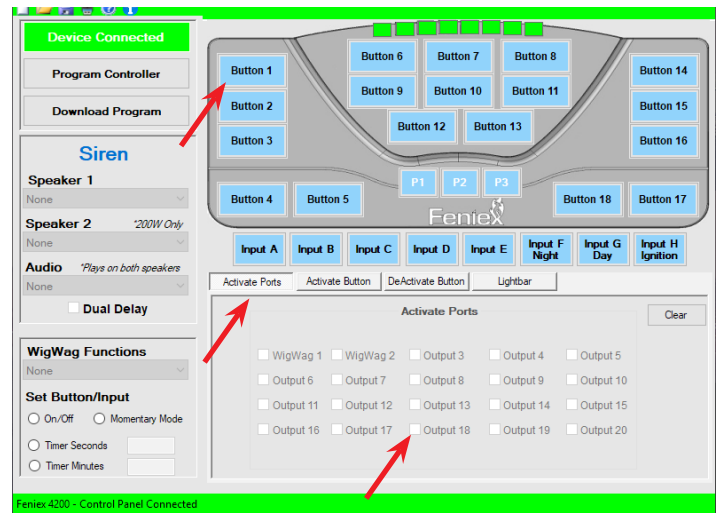 Device Connected
Program Controller
Download Program
Siren
Speaker 1
None
Speaker 2 *200W Only
None
Audio *Plays on both speakers
None
Dual Delay
WigWag Functions
None
Set Button/Input
On/Off Momentary Mode
Timer Seconds
Timer Minutes
Button 1
Button 2
Button 3
Button 4 Button 5
Button 6 Button 7 Button 8
Button 9 Button 10 Button 11
Button 12 Button 13
Button 14
Button 15
Button 16
Button 18 Button 17
P1 P2 P3
Feniex
Input A Input B Input C Input D Input E Input F Night Input G Day Input H Ignition
Activate Ports Activate Button DeActivate Button Lightbar
Activate Ports
Clear
WigWag 1 WigWag 2 Output 3 Output 4 Output 5
Output 6 Output 7 Output 8 Output 9 Output 10
Output 11 Output 12 Output 13 Output 14 Output 15
Output 16 Output 17 Output 18 Output 19 Output 20
Feniex 4200 - Control Panel Connected